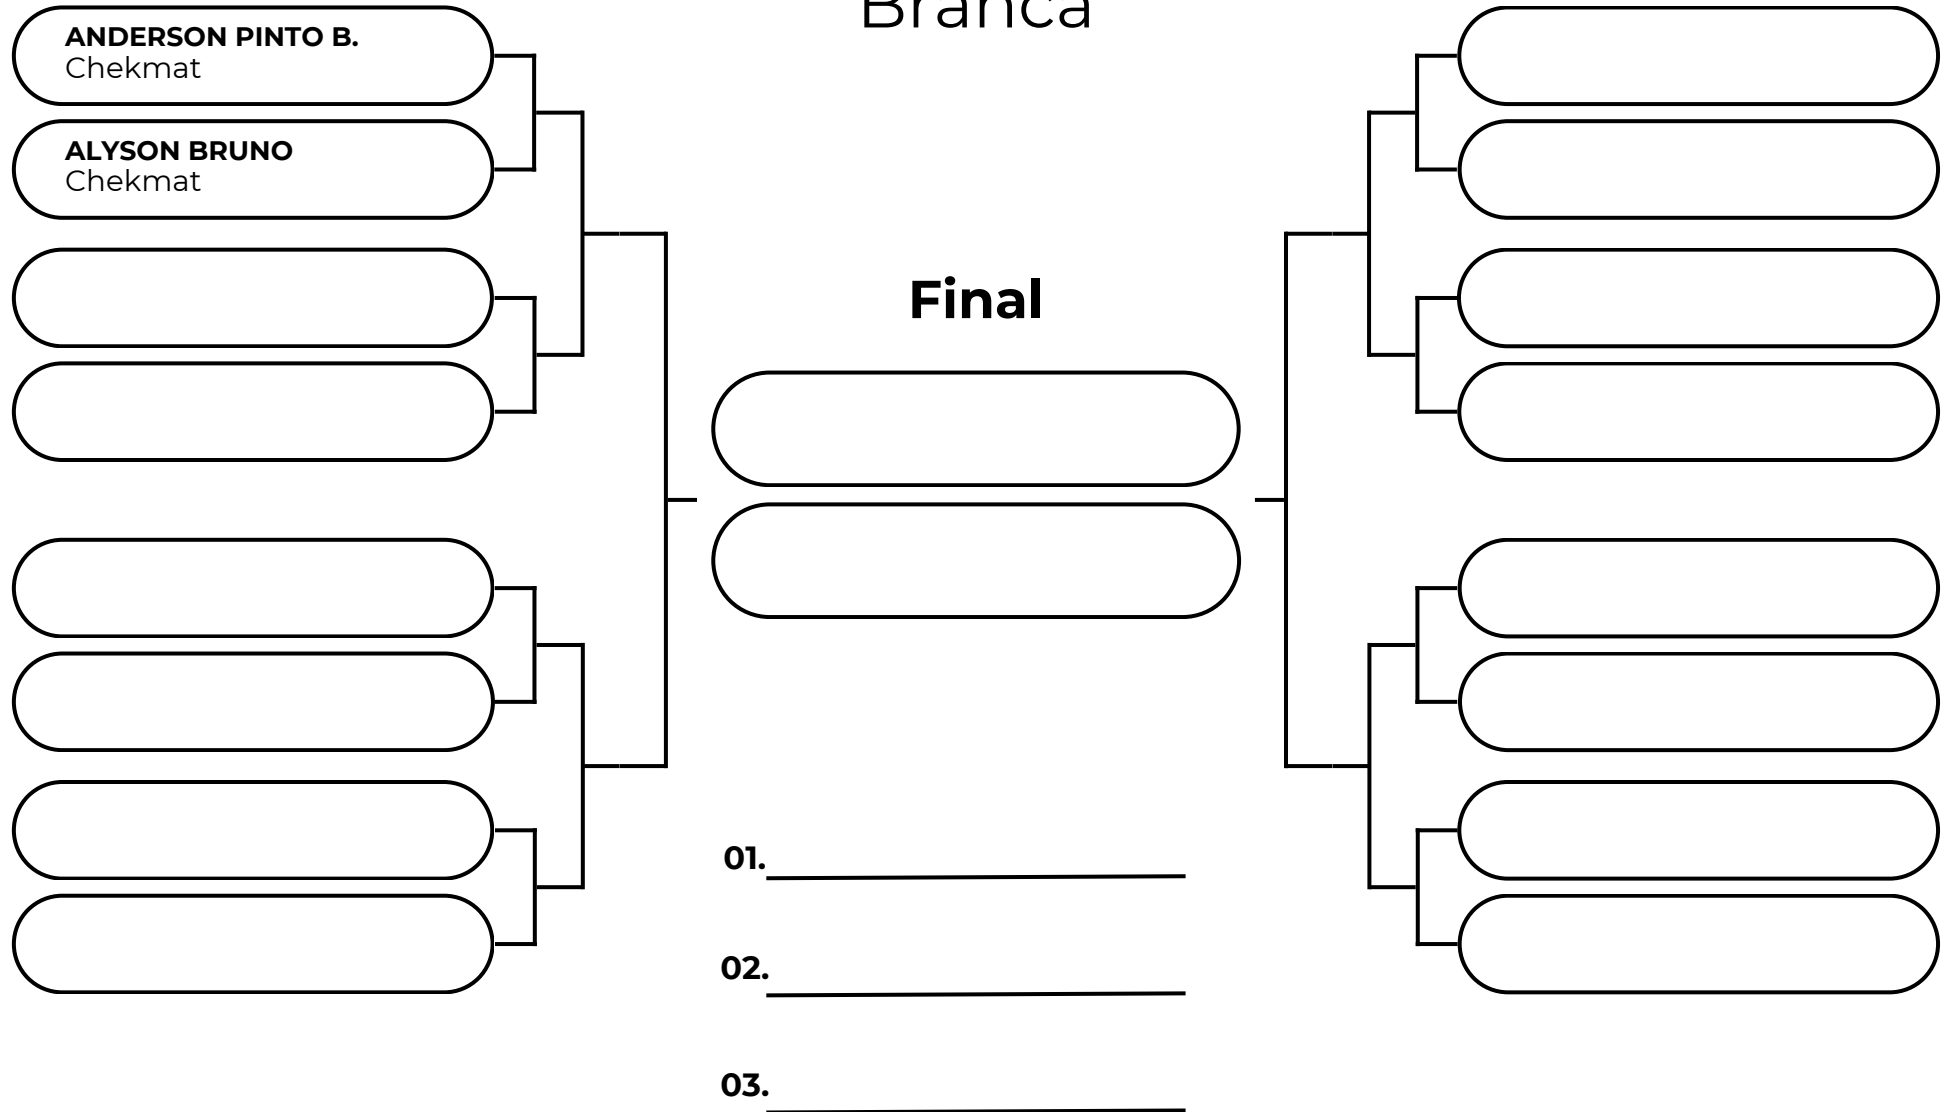 Branca
ANDERSON PINTO B.
Chekmat
ALYSON BRUNO
Chekmat
Final
01.
02.
03.